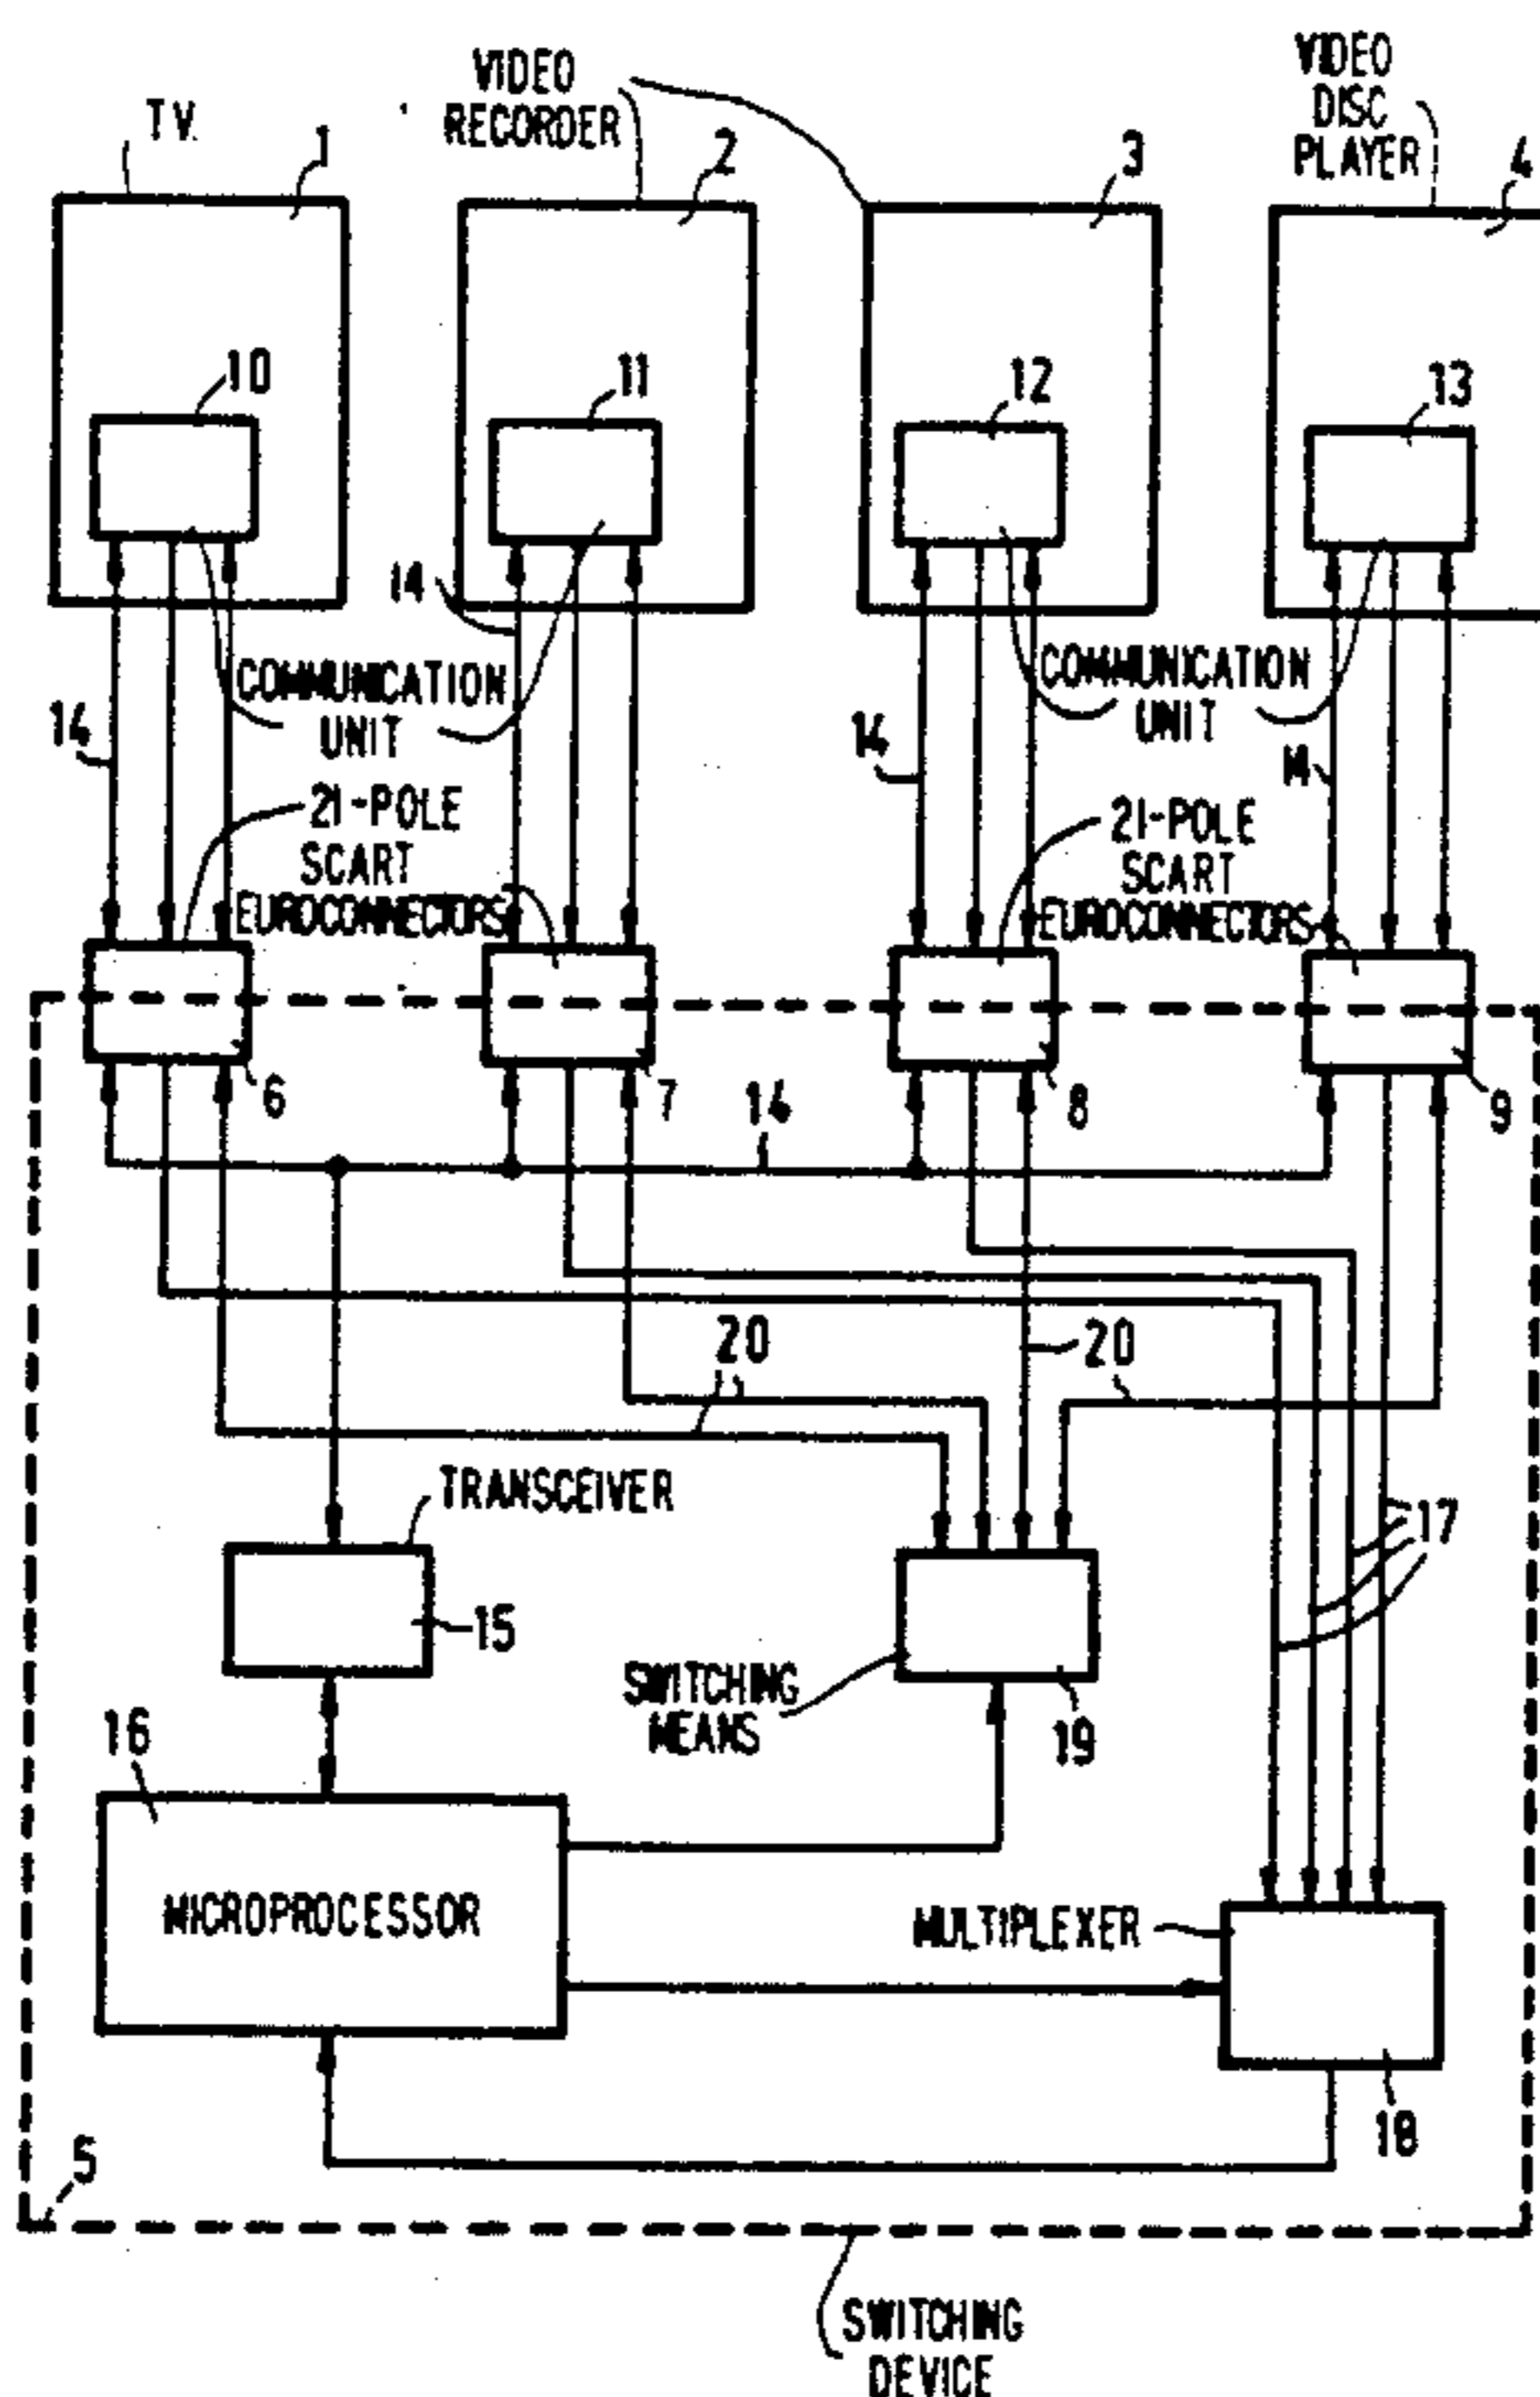 TV
1
VIDEO
RECORDER
2
3
VIDEO
DISC
PLAYER
4
10
11
12
13
14
COMMUNICATION
UNIT
COMMUNICATION
UNIT
14
14
14
21-POLE
SCART
EUROCONNECTORS
21-POLE
SCART
EUROCONNECTORS
6
7
14
8
9
20
20
20
TRANSCEIVER
17
15
SWITCHING
MEANS
19
16
MICROPROCESSOR
MULTIPLEXER
18
5
SWITCHING
DEVICE